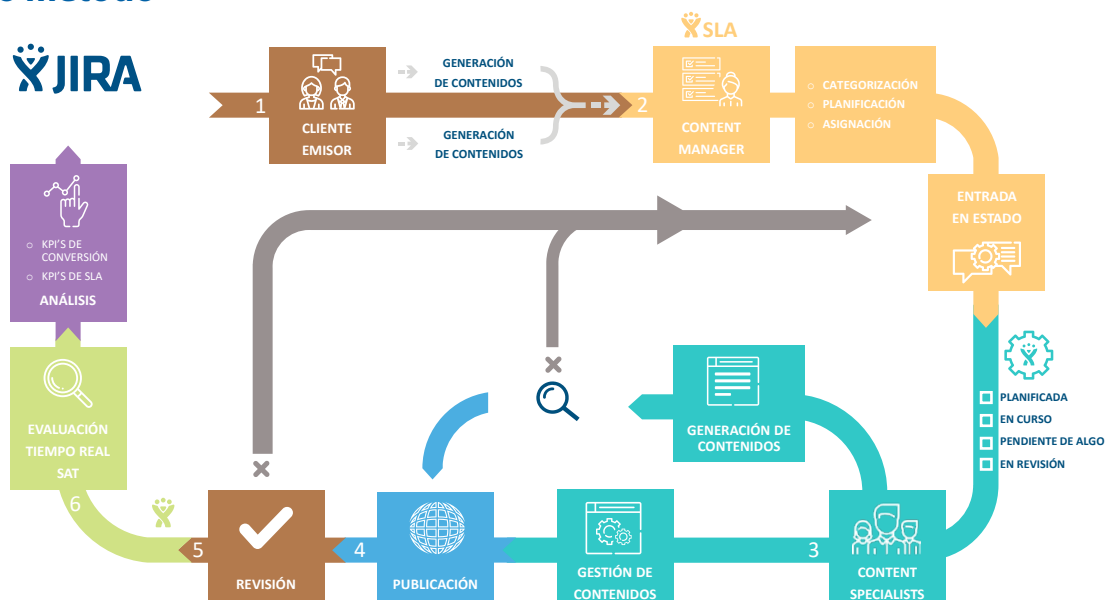 JIRA
SLA
1
CLIENTE
EMISOR
GENERACIÓN
DE CONTENIDOS
GENERACIÓN
DE CONTENIDOS
2
CONTENT
MANAGER
○ CATEGORIZACIÓN
○ PLANIFICACIÓN
○ ASIGNACIÓN
ENTRADA
EN ESTADO
PLANIFICADA
EN CURSO
PENDIENTE DE ALGO
EN REVISIÓN
○ KPI'S DE
CONVERSIÓN
○ KPI'S DE SLA
ANÁLISIS
EVALUACIÓN
TIEMPO REAL
SAT
6
GENERACIÓN DE
CONTENIDOS
5
REVISIÓN
4
PUBLICACIÓN
GESTIÓN DE
CONTENIDOS
3
CONTENT
SPECIALISTS